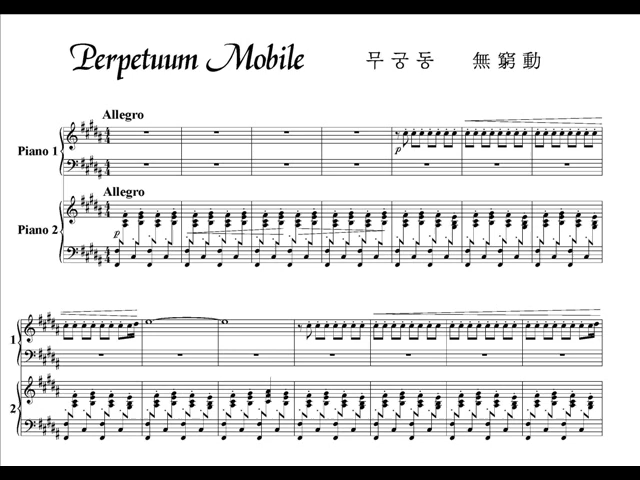 Perpetuum Mobile 무궁동 無窮動
Allegro
Piano 1
p
Allegro
Piano 2
p
1
2